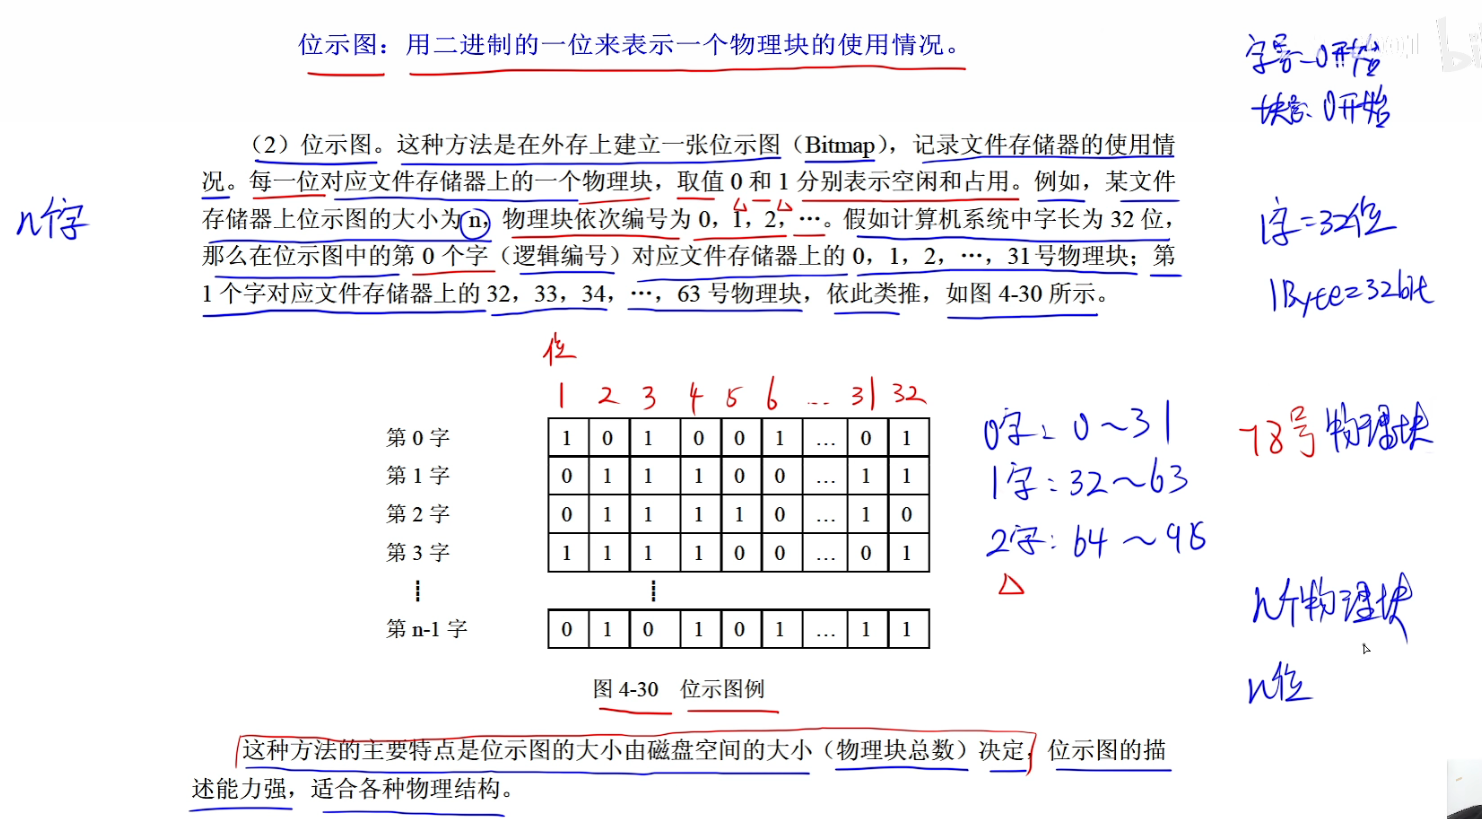 位示图：用二进制的一位来表示一个物理块的使用情况。
字号-0开始
块号、0开始
（2）位示图。这种方法是在外存上建立一张位示图（Bitmap），记录文件存储器的使用情
况。每一位对应文件存储器上的一个物理块，取值 0 和 1 分别表示空闲和占用。例如，某文件
存储器上位示图的大小为 n，物理块依次编号为 0，1，2，…。假如计算机系统中字长为 32 位，
那么在位示图中的第 0 个字（逻辑编号）对应文件存储器上的 0，1，2，…，31 号物理块；第
1 个字对应文件存储器上的 32，33，34，…，63 号物理块，依此类推，如图 4-30 所示。
n个字
1字=32位
1Byte=32bit
位
1 2 3 4 5 6 … 31 32
第 0 字 1 0 1 0 0 1 … 0 1
第 1 字 0 1 1 1 0 0 … 1 1
第 2 字 0 1 1 1 1 0 … 1 0
第 3 字 1 1 1 1 0 0 … 0 1
第 n-1 字 0 1 0 1 0 1 … 1 1
0字: 0～31
1字: 32～63
2字: 64～95
78号物理块
n个物理块
n位
图 4-30 位示图例
这种方法的主要特点是位示图的大小由磁盘空间的大小（物理块总数）决定，位示图的描
述能力强，适合各种物理结构。